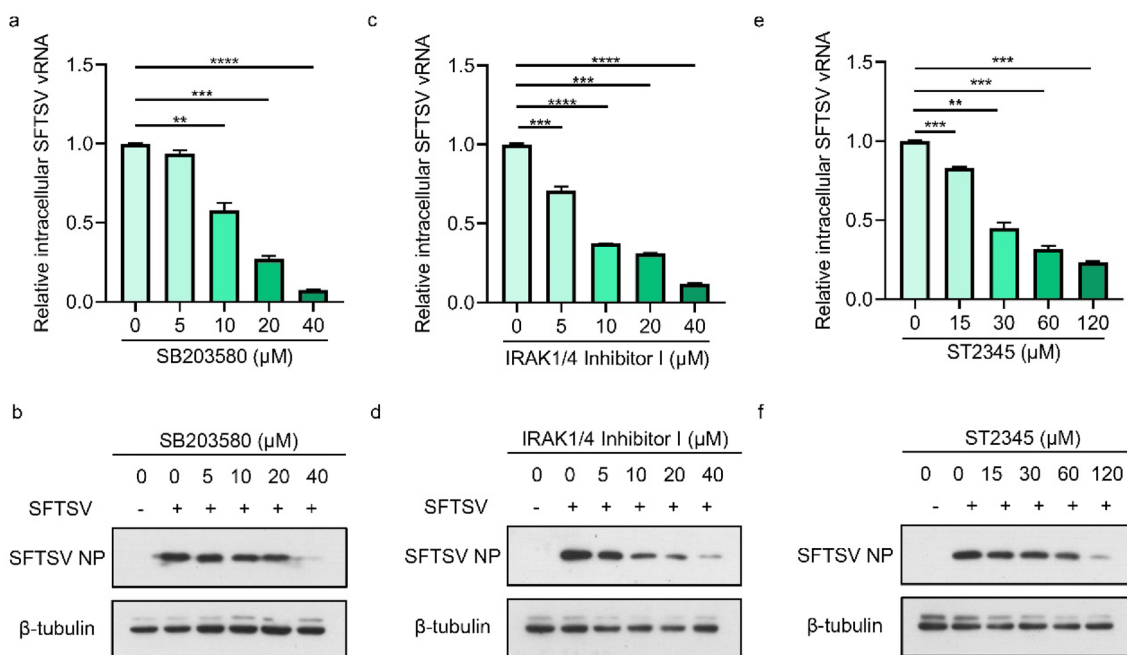 a
Relative intracellular SFTSV vRNA
1.5
1.0
0.5
0.0
****
***
**
0 5 10 20 40
SB203580 (μM)
c
Relative intracellular SFTSV vRNA
1.5
1.0
0.5
0.0
****
***
****
***
0 5 10 20 40
IRAK1/4 Inhibitor I (μM)
e
Relative intracellular SFTSV vRNA
1.5
1.0
0.5
0.0
***
***
**
***
0 15 30 60 120
ST2345 (μM)
b
SB203580 (μM)
0 0 5 10 20 40
SFTSV - + + + + +
SFTSV NP
β-tubulin
d
IRAK1/4 Inhibitor I (μM)
0 0 5 10 20 40
SFTSV - + + + + +
SFTSV NP
β-tubulin
f
ST2345 (μM)
0 0 15 30 60 120
- + + + + +
SFTSV NP
β-tubulin